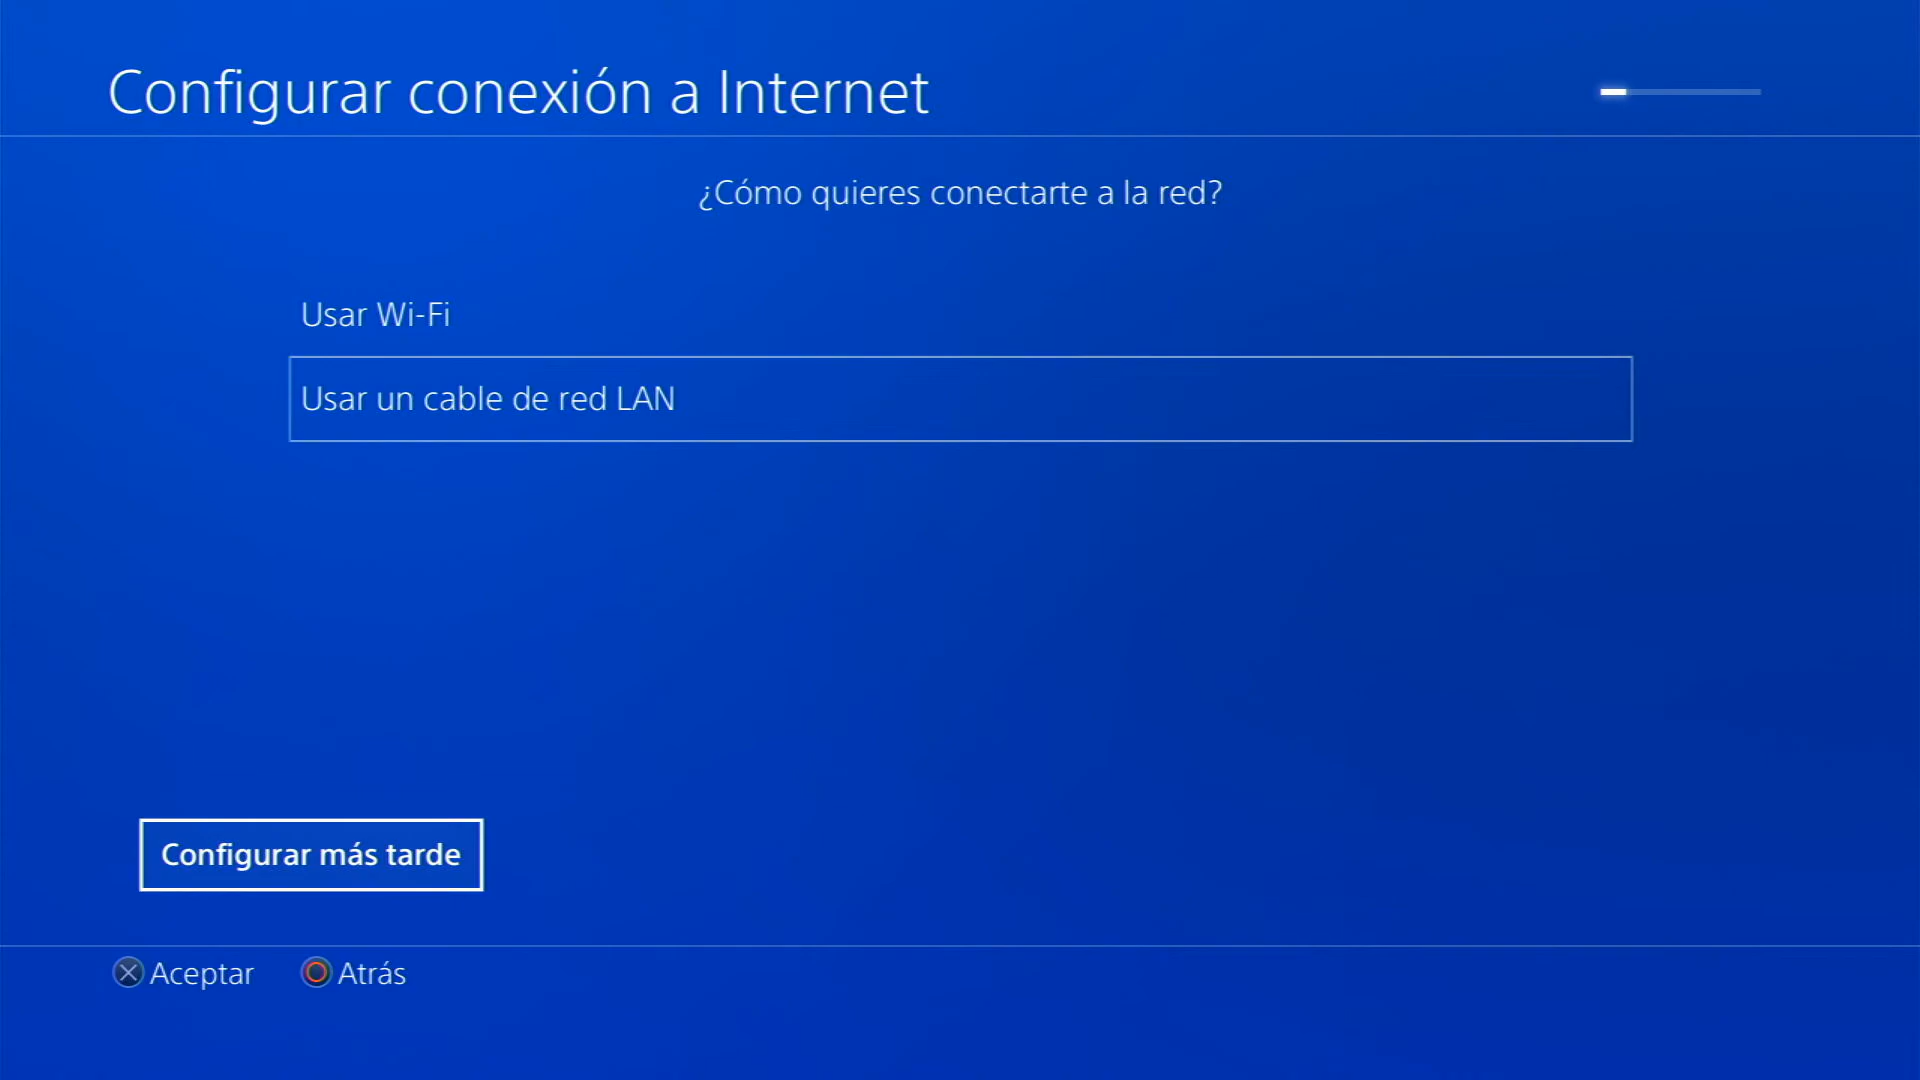 Configurar conexión a Internet
¿Cómo quieres conectarte a la red?
Usar Wi-Fi
Usar un cable de red LAN
Configurar más tarde
Aceptar Atrás